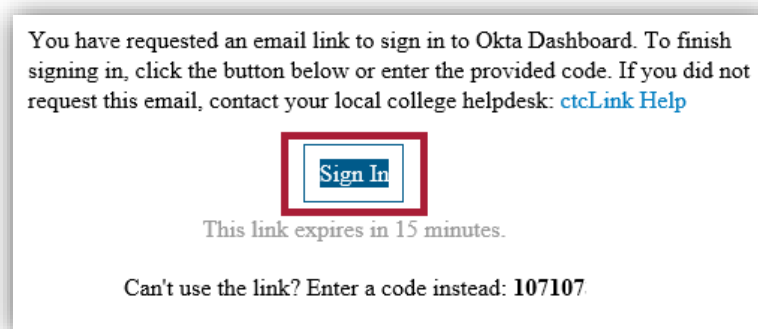 You have requested an email link to sign in to Okta Dashboard. To finish
signing in, click the button below or enter the provided code. If you did not
request this email, contact your local college helpdesk: ctcLink Help
Sign In
This link expires in 15 minutes.
Can't use the link? Enter a code instead: 107107